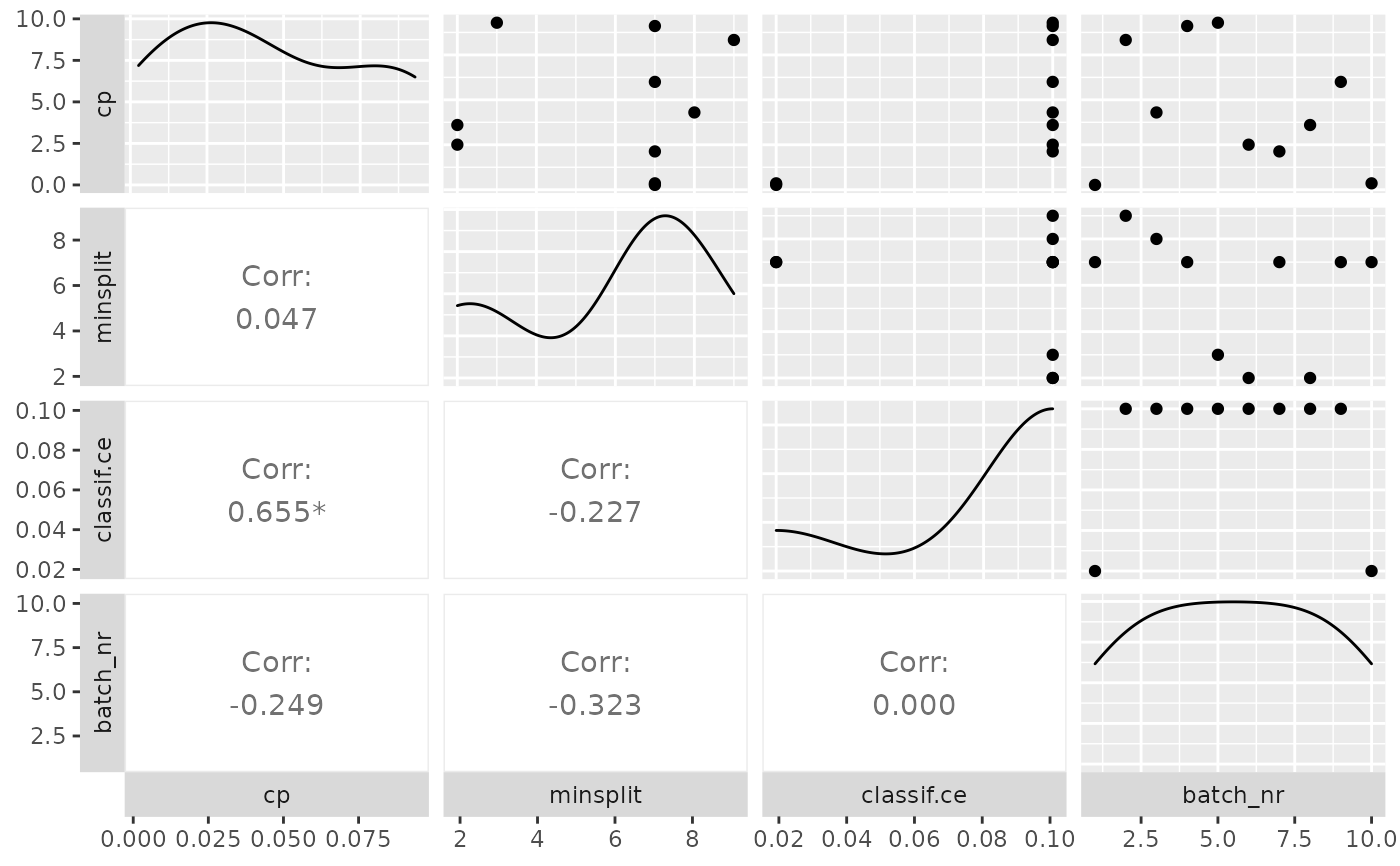 10.0
7.5
5.0
2.5
0.0
cp
8
6
4
2
minsplit
Corr:
0.047
0.10
0.08
0.06
0.04
0.02
classif.ce
Corr:
0.655*
Corr:
-0.227
10.0
7.5
5.0
2.5
batch_nr
Corr:
-0.249
Corr:
-0.323
Corr:
0.000
cp minsplit classif.ce batch_nr
0.000 0.025 0.050 0.075 2 4 6 8 0.02 0.04 0.06 0.08 0.10 2.5 5.0 7.5 10.0